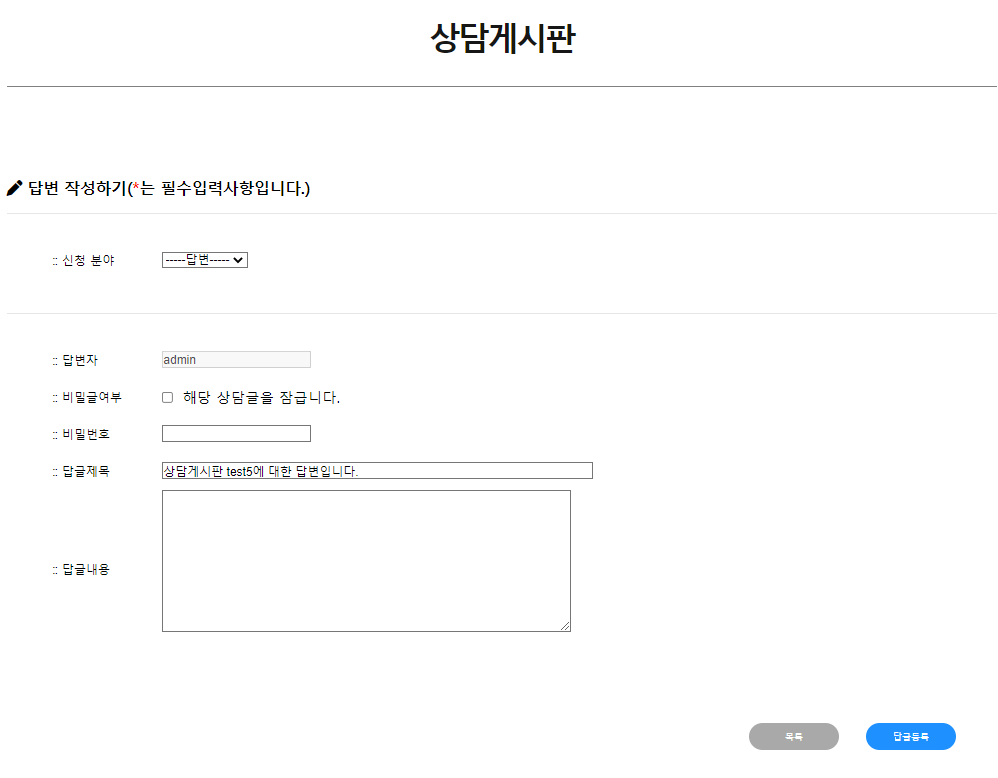 상담게시판
답변 작성하기(*는 필수입력사항입니다.)
:: 신청 분야 -----답변-----
:: 답변자 admin
:: 비밀글여부 해당 상담글을 잠급니다.
:: 비밀번호
:: 답글제목 상담게시판 test5에 대한 답변입니다.
:: 답글내용
목록 답글등록